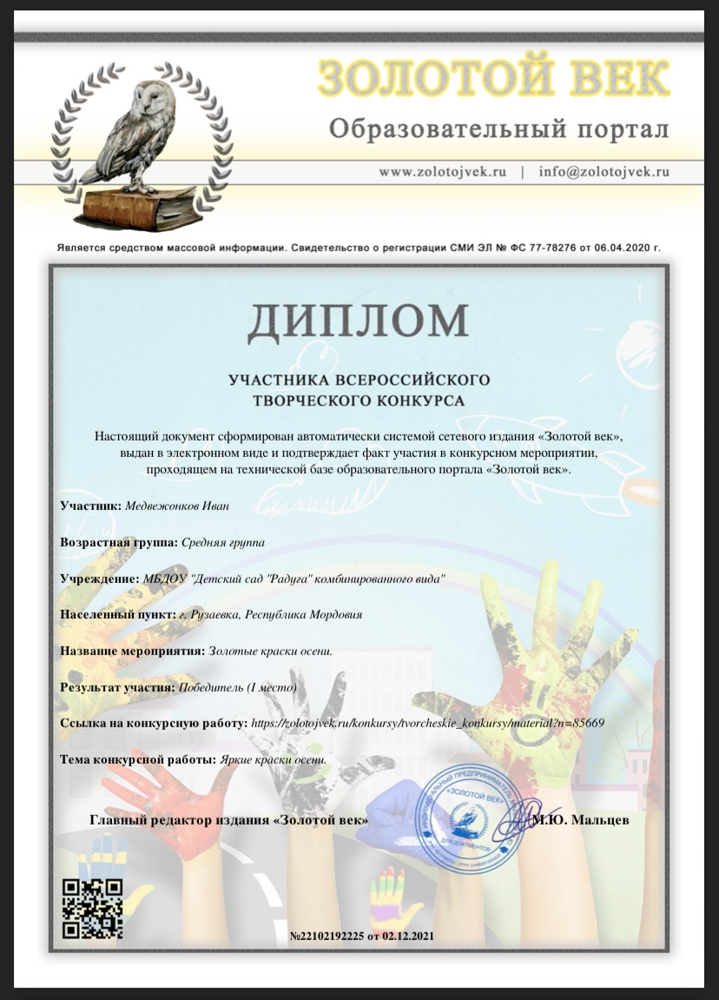 ЗОЛОТОЙ ВЕК
Образовательный портал
www.zolotojvek.ru | info@zolotojvek.ru
Является средством массовой информации. Свидетельство о регистрации СМИ ЭЛ № ФС 77-78276 от 06.04.2020 г.
ДИПЛОМ
УЧАСТНИКА ВСЕРОССИЙСКОГО
ТВОРЧЕСКОГО КОНКУРСА
Настоящий документ сформирован автоматически системой сетевого издания «Золотой век»,
выдан в электронном виде и подтверждает факт участия в конкурсном мероприятии,
проходящем на технической базе образовательного портала «Золотой век».
Участник: Медвежонков Иван
Возрастная группа: Средняя группа
Учреждение: МБДОУ "Детский сад "Радуга" комбинированного вида"
Населенный пункт: г. Рузаевка, Республика Мордовия
Название мероприятия: Золотые краски осени.
Результат участия: Победитель (I место)
Ссылка на конкурсную работу: https://zolotojvek.ru/konkursy/tvorcheskie_konkursy/material?n=85669
Тема конкурсной работы: Яркие краски осени.
ИНДИВИДУАЛЬНЫЙ ПРЕДПРИНИМАТЕЛЬ
«ЗОЛОТОЙ ВЕК»
ДЛЯ ДОКУМЕНТОВ
Главный редактор издания «Золотой век» М.Ю. Мальцев
№22102192225 от 02.12.2021